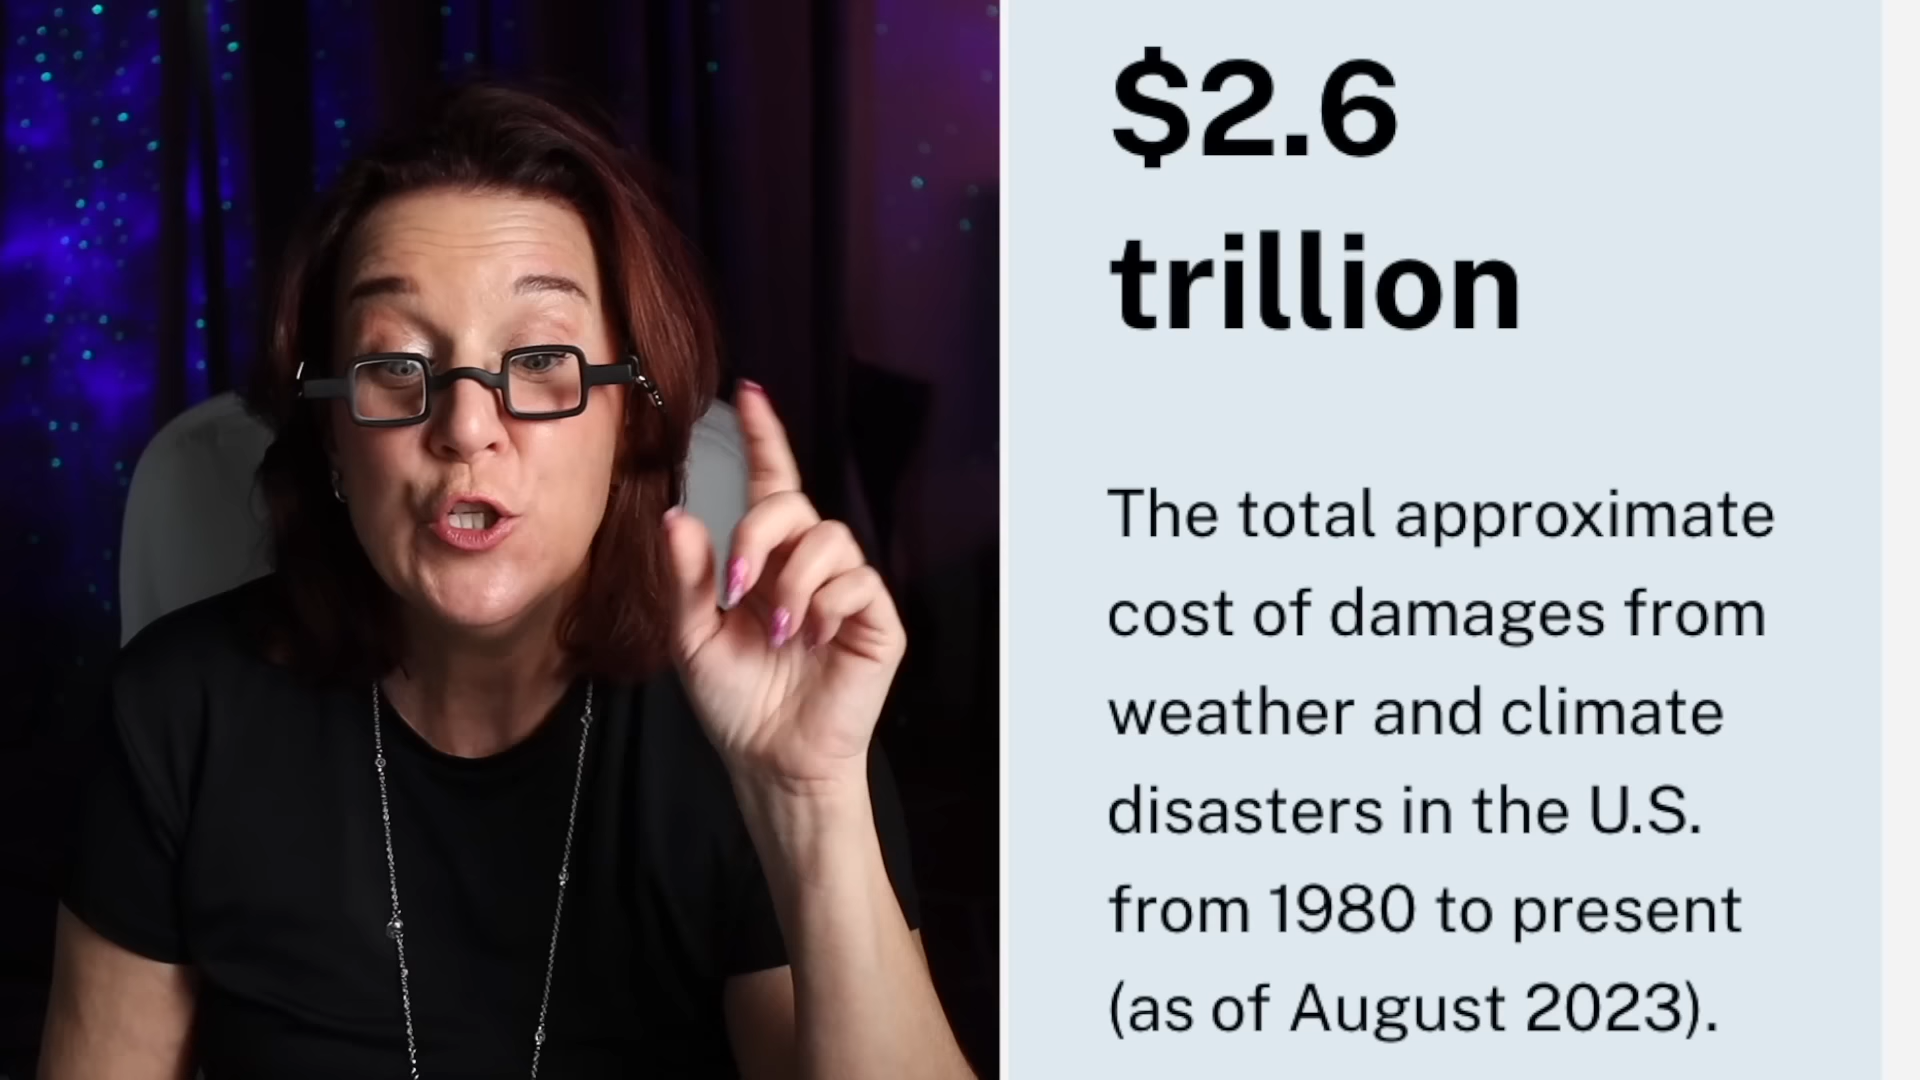 $2.6
trillion
The total approximate
cost of damages from
weather and climate
disasters in the U.S.
from 1980 to present
(as of August 2023).